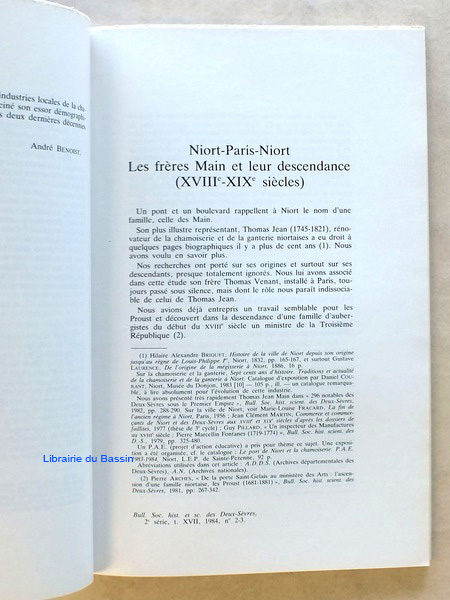 industries locales de la cha-
eîné son essor démographi-
s deux dernières décennies.
André BENOIST.
Niort-Paris-Niort
Les frères Main et leur descendance
(XVIIIe-XIXe siècles)
Un pont et un boulevard rappellent à Niort le nom d'une
famille, celle des Main.
Son plus illustre représentant, Thomas Jean (1745-1821), réno-
vateur de la chamoiserie et de la ganterie niortaises a eu droit à
quelques pages biographiques il y a plus de cent ans (1). Nous
avons voulu en savoir plus.
Nos recherches ont porté sur ses origines et surtout sur ses
descendants, presque totalement ignorés. Nous lui avons associé
dans cette étude son frère Thomas Venant, installé à Paris, tou-
jours passé sous silence, mais dont le rôle nous paraît indissocia-
ble de celui de Thomas Jean.
Nous avions déjà entrepris un travail semblable pour les
Proust et découvert dans la descendance d'une famille d'auber-
gistes du début du XVIIIe siècle un ministre de la Troisième
République (2).
(1) Hilaire Alexandre BRIQUET, Histoire de la ville de Niort depuis son origine
jusqu'au règne de Louis-Philippe Ier, Niort, 1832, pp. 165-167, et surtout Gustave
LAURENCE, De l'origine de la mégisserie à Niort, 1886, 16 p.
Sur la chamoiserie et la ganterie, Sept cents ans d'histoire. Traditions et actualité
de la chamoiserie et de la ganterie à Niort. Catalogue d'exposition par Daniel COU-
RANT, Niort, Musée du Donjon, 1983 [10] — 105 p., ill. — un catalogue remarqua-
ble, à lire absolument pour l'évolution de cette industrie.
Nous avons présenté très rapidement Thomas Jean dans « 296 notables des
Deux-Sèvres sous le Premier Empire », Bull. Soc. hist. sc. des Deux-Sèvres,
1982, pp. 288-290. Sur la ville de Niort, voir Marie-Louise FRACARD, La fin de
l'ancien régime à Niort, Paris, 1956 ; Jean Clément MARTIN, Commerce et commer-
çants de Niort et des Deux-Sèvres aux XVIIIe et XIXe siècles d'après les dossiers de
faillites, 1977 (thèse de 3e cycle) ; Guy PILLARD, « Un inspecteur des Manufactures
au XVIIIe siècle : Pierre Marcellin Fontanes (1719-1774) », Bull. Soc. hist. scient. des
D.S., 1979, pp. 325-480.
Un P.A.E. (projet d'action éducative) a pris pour thème ce sujet. Une exposi-
tion a été organisée, cf. le catalogue : Le port de Niort et la chamoiserie. P.A.E.
1983-1984, Niort, L.E.P. de Sainte-Pezenne, 92 p.
Abréviations utilisées dans cet article : A.D.D.S. (Archives départementales des
Deux-Sèvres), A.N. (Archives nationales).
(2) Pierre ARCHES, « De la porte Saint-Gelais au ministère des Arts : l'ascen-
sion d'une famille niortaise, les Proust (1681-1881) », Bull. Soc. hist. scient. des
Deux-Sèvres, 1981, pp. 267-342.
Bull. Soc. hist. et sc. des Deux-Sèvres,
2e série, t. XVII, 1984, n° 2-3.
Librairie du Bassin